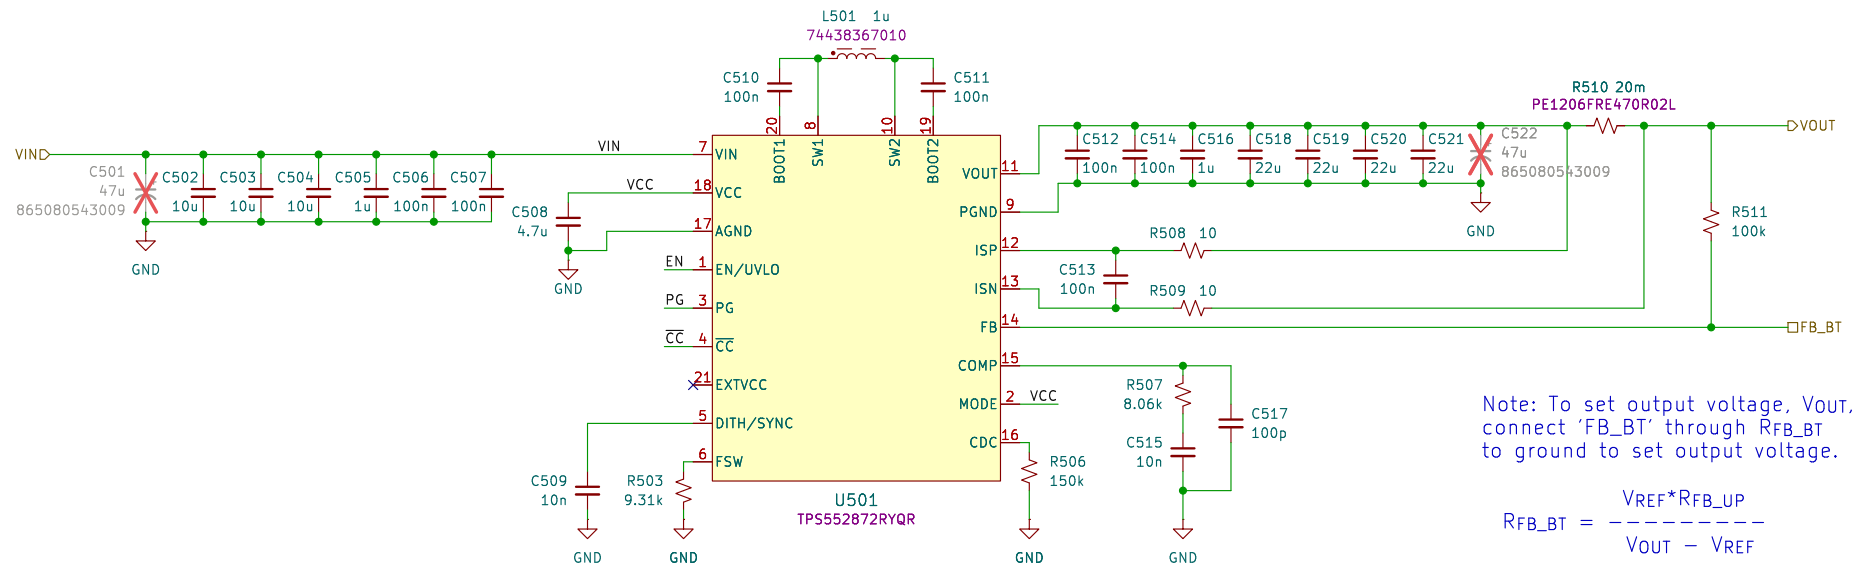 L501 1u
74438367010
C510
100n
C511
100n
20
8
10
19
BOOT1
SW1
SW2
BOOT2
VIN
VIN
7
VIN
C501
47u
865080543009
C502
10u
C503
10u
C504
10u
C505
1u
C506
100n
C507
100n
GND
VCC
18
VCC
C508
4.7u
GND
17
AGND
EN
1
EN/UVLO
PG
3
PG
CC
4
CC
21
EXTVCC
5
DITH/SYNC
6
FSW
C509
10n
GND
R503
9.31k
GND
U501
TPS552872RYQR
VOUT
11
PGND
9
ISP
12
ISN
13
FB
14
COMP
15
MODE
2
VCC
CDC
16
C512
100n
C514
100n
C516
1u
C518
22u
C519
22u
C520
22u
C521
22u
C522
47u
865080543009
GND
R510 20m
PE1206FRE470R02L
VOUT
R511
100k
R508 10
C513
100n
R509 10
FB_BT
R507
8.06k
C515
10n
C517
100p
GND
R506
150k
GND
Note: To set output voltage, VOUT,
connect 'FB_BT' through RFB_BT
to ground to set output voltage.
VREF*RFB_UP
RFB_BT = ---------
VOUT - VREF